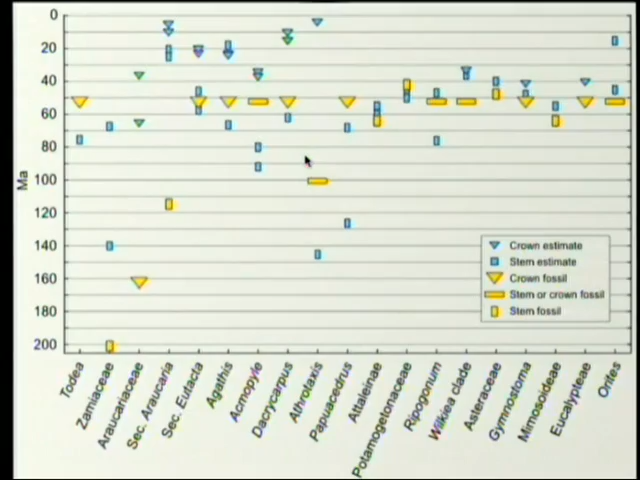 0
20
40
60
80
100
120
140
160
180
200
Ma
Crown estimate
Stem estimate
Crown fossil
Stem or crown fossil
Stem fossil
Todea
Zamiaceae
Araucariaceae
Sec. Araucaria
Sec. Eutacta
Agathis
Acmopyle
Dacrycarpus
Athrotaxis
Papuacedrus
Attaleinae
Potamogetonaceae
Ripogonum
Wilkiea clade
Asteraceae
Gymnostoma
Mimosoideae
Eucalypteae
Orites